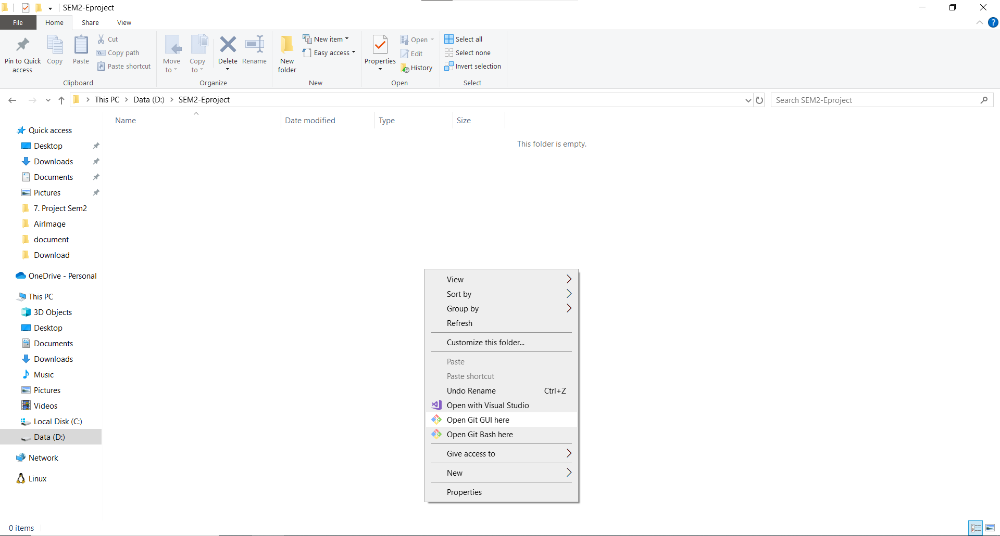 SEM2-Eproject
File Home Share View
Pin to Quick access
Copy
Paste
Cut
Copy path
Paste shortcut
Clipboard
Move to
Copy to
Delete
Rename
Organize
New folder
New item
Easy access
New
Properties
Open
Edit
History
Open
Select all
Select none
Invert selection
Select
This PC Data (D:) SEM2-Eproject
Search SEM2-Eproject
Name Date modified Type Size
This folder is empty.
Quick access
Desktop
Downloads
Documents
Pictures
7. Project Sem2
AirImage
document
Download
OneDrive - Personal
This PC
3D Objects
Desktop
Documents
Downloads
Music
Pictures
Videos
Local Disk (C:)
Data (D:)
Network
Linux
View
Sort by
Group by
Refresh
Customize this folder...
Paste
Paste shortcut
Undo Rename Ctrl+Z
Open with Visual Studio
Open Git GUI here
Open Git Bash here
Give access to
New
Properties
0 items